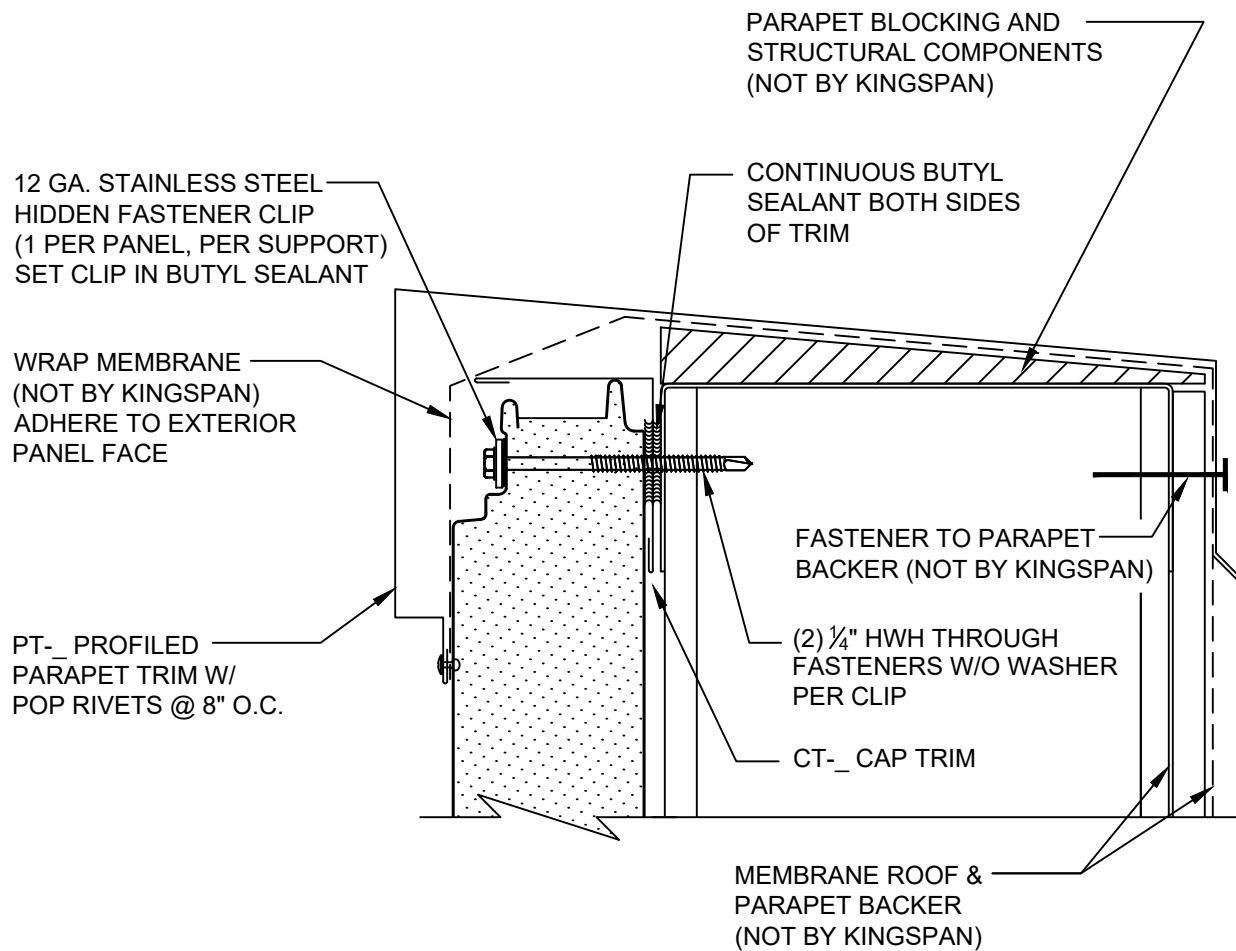 PARAPET BLOCKING AND
STRUCTURAL COMPONENTS
(NOT BY KINGSPAN)
12 GA. STAINLESS STEEL
HIDDEN FASTENER CLIP
(1 PER PANEL, PER SUPPORT)
SET CLIP IN BUTYL SEALANT
CONTINUOUS BUTYL
SEALANT BOTH SIDES
OF TRIM
WRAP MEMBRANE
(NOT BY KINGSPAN)
ADHERE TO EXTERIOR
PANEL FACE
FASTENER TO PARAPET
BACKER (NOT BY KINGSPAN)
PT-_ PROFILED
PARAPET TRIM W/
POP RIVETS @ 8" O.C.
(2) ¼" HWH THROUGH
FASTENERS W/O WASHER
PER CLIP
CT-_ CAP TRIM
MEMBRANE ROOF &
PARAPET BACKER
(NOT BY KINGSPAN)